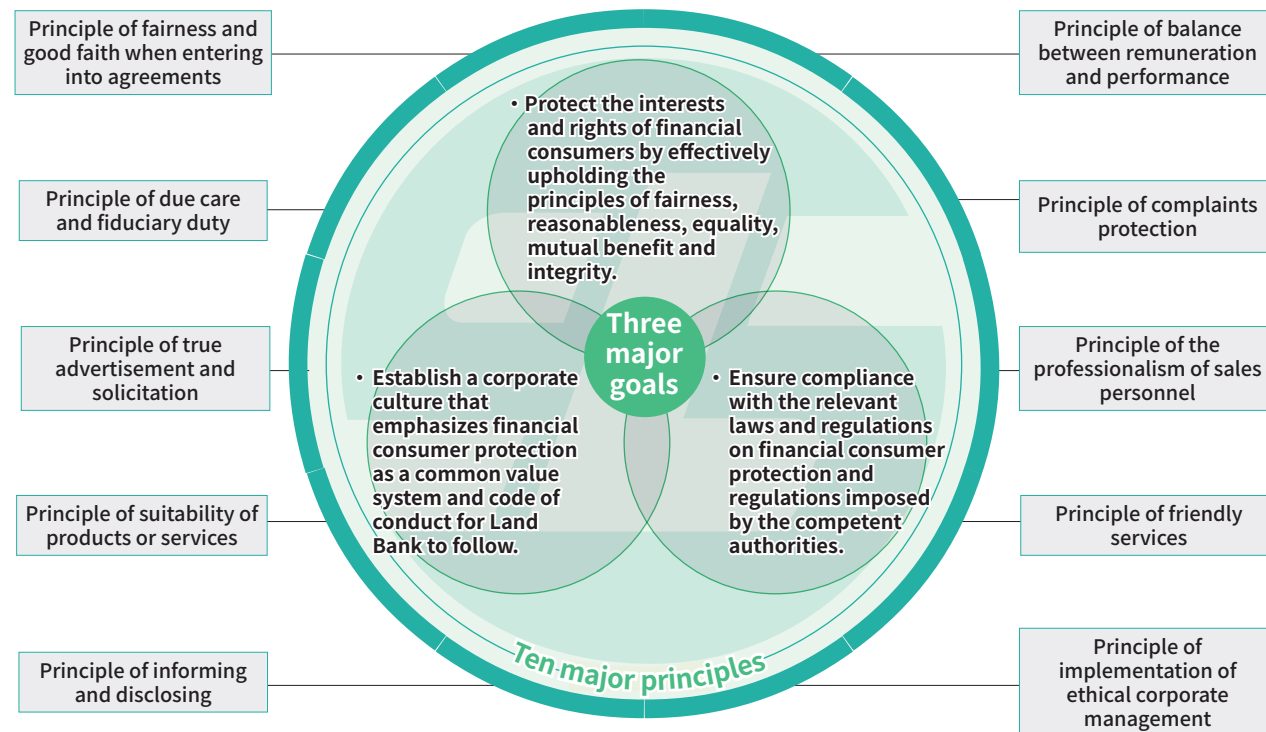 Principle of fairness and
good faith when entering
into agreements
Principle of due care
and fiduciary duty
Principle of true
advertisement and
solicitation
Principle of suitability of
products or services
Principle of informing
and disclosing
• Protect the interests
and rights of financial
consumers by effectively
upholding the
principles of fairness,
reasonableness, equality,
mutual benefit and
integrity.
Three
major
goals
• Establish a corporate
culture that
emphasizes financial
consumer protection
as a common value
system and code of
conduct for Land
Bank to follow.
• Ensure compliance
with the relevant
laws and regulations
on financial consumer
protection and
regulations imposed
by the competent
authorities.
Ten major principles
Principle of balance
between remuneration
and performance
Principle of complaints
protection
Principle of the
professionalism of sales
personnel
Principle of friendly
services
Principle of
implementation of
ethical corporate
management